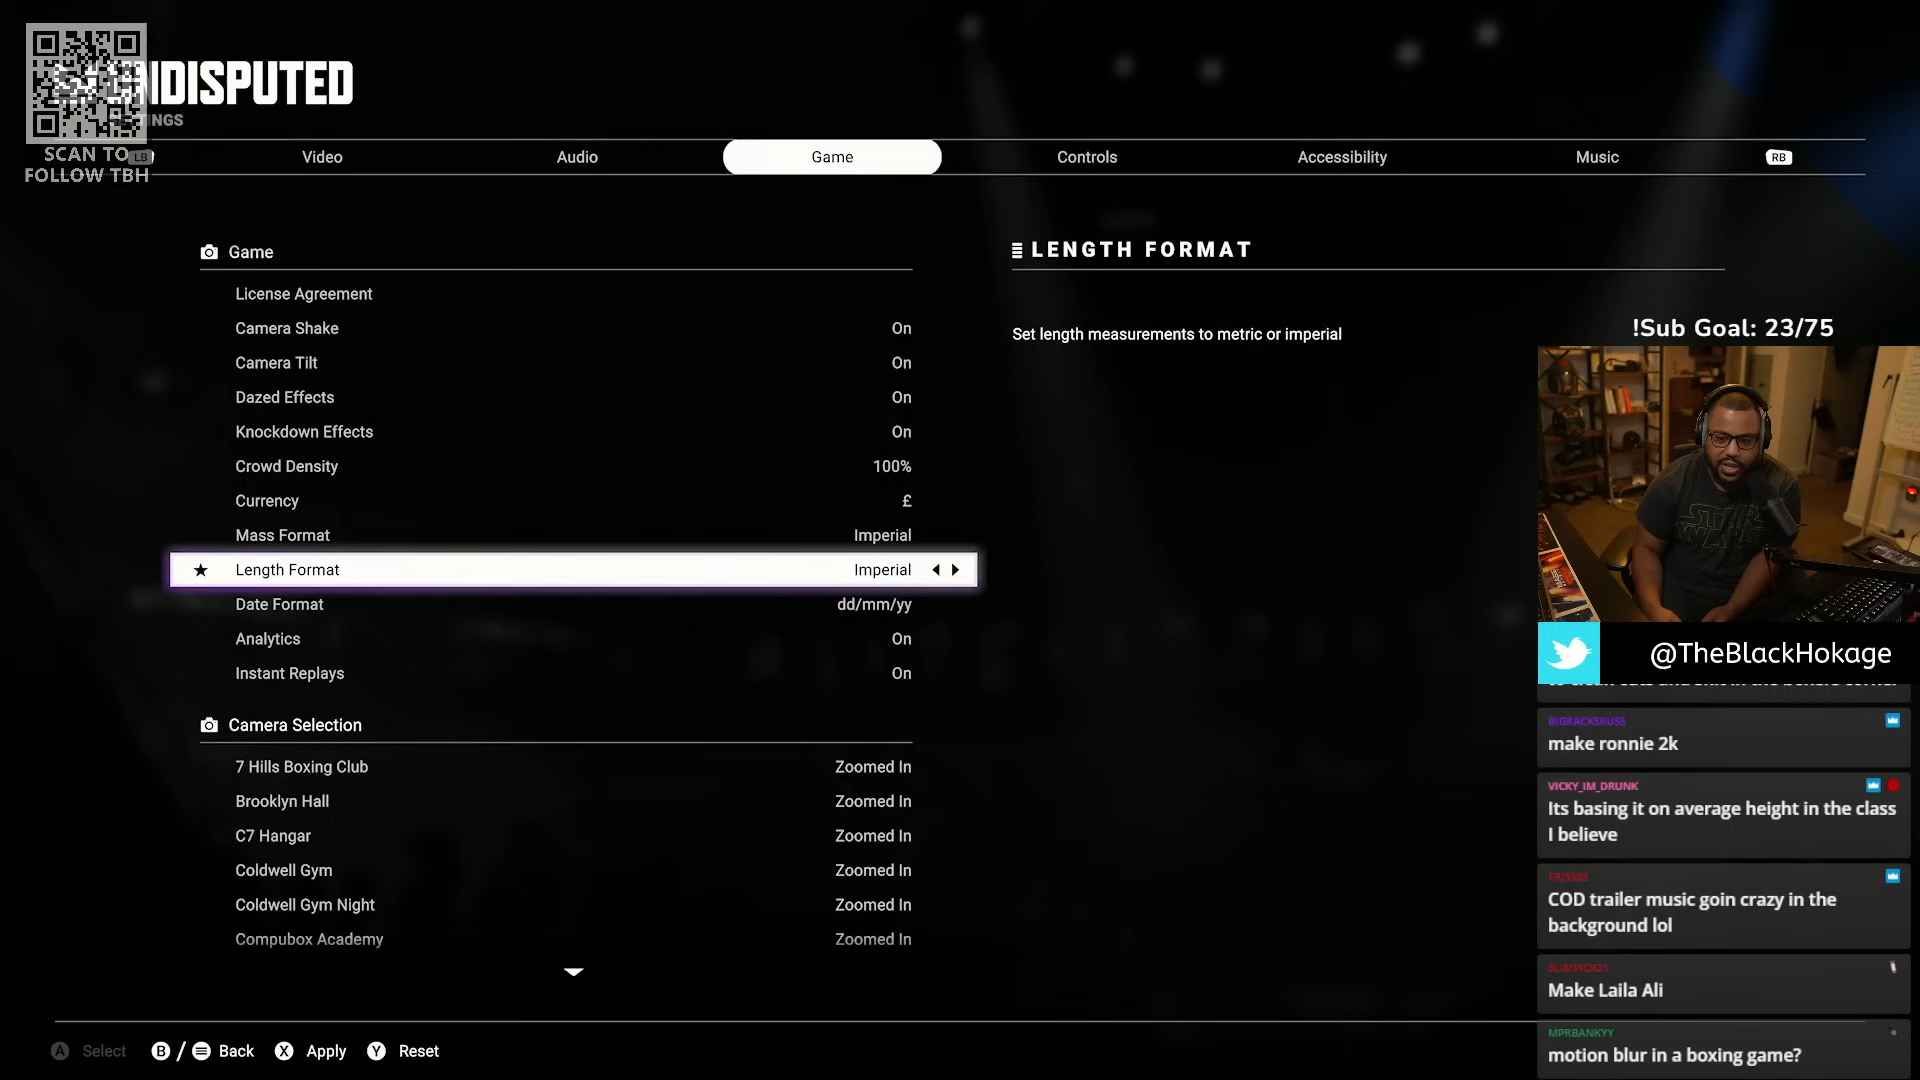 UNDISPUTED
SETTINGS
SCAN TO
FOLLOW TBH
LB
Video
Audio
Game
Controls
Accessibility
Music
RB
Game
License Agreement
Camera Shake On
Camera Tilt On
Dazed Effects On
Knockdown Effects On
Crowd Density 100%
Currency £
Mass Format Imperial
Length Format Imperial
Date Format dd/mm/yy
Analytics On
Instant Replays On
Camera Selection
7 Hills Boxing Club Zoomed In
Brooklyn Hall Zoomed In
C7 Hangar Zoomed In
Coldwell Gym Zoomed In
Coldwell Gym Night Zoomed In
Compubox Academy Zoomed In
LENGTH FORMAT
Set length measurements to metric or imperial
!Sub Goal: 23/75
STAR
WARS
@TheBlackHokage
BIGRACKSRUSS
make ronnie 2k
VICKY_IM_DRUNK
Its basing it on average height in the class
I believe
COD trailer music goin crazy in the
background lol
Make Laila Ali
MPRBANKYY
motion blur in a boxing game?
A Select B / Back X Apply Y Reset